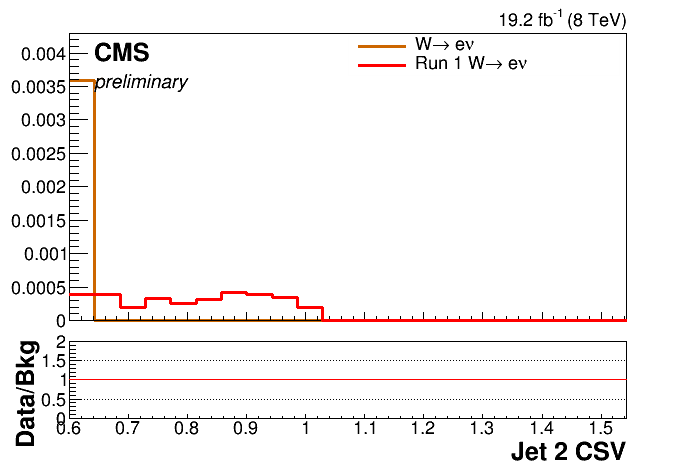 19.2 fb⁻¹ (8 TeV)
CMS
preliminary
W→ eν
Run 1 W→ eν
0.004
0.0035
0.003
0.0025
0.002
0.0015
0.001
0.0005
0
Data/Bkg
2
1.5
1
0.5
0
0.6 0.7 0.8 0.9 1 1.1 1.2 1.3 1.4 1.5
Jet 2 CSV